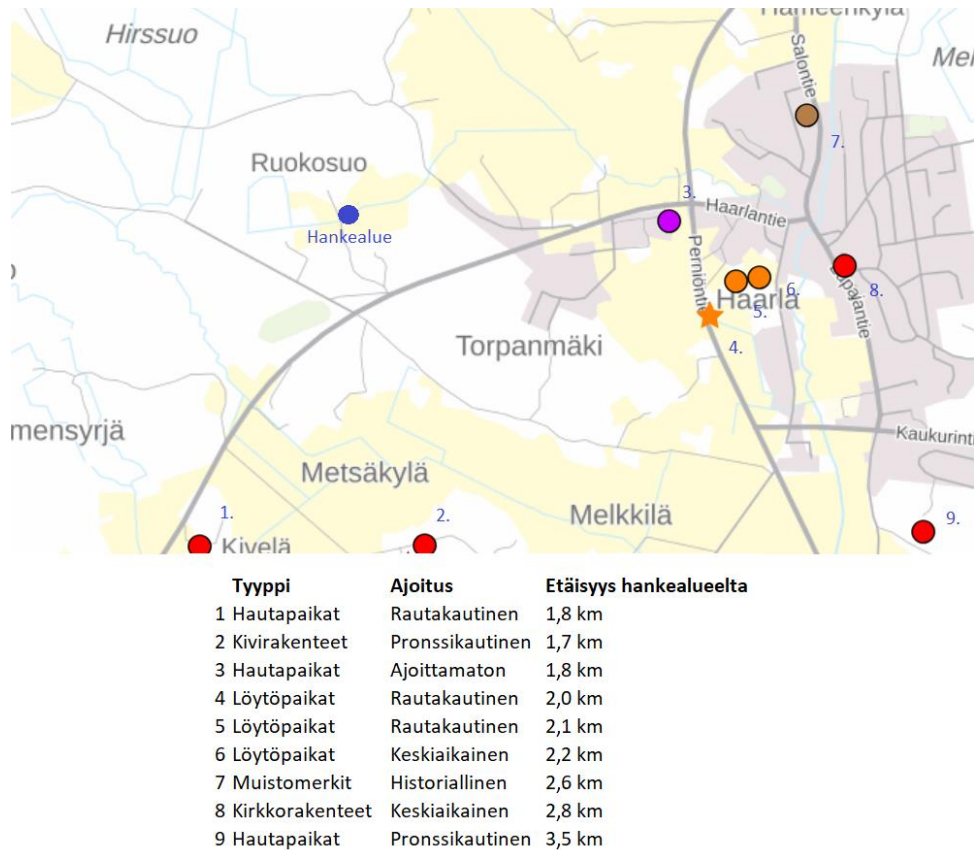 Hämeenkylä
Hirssuo
Salontie
Mel
7.
Ruokosuo
3.
Haarlantie
Hankealue
Perniöntie
6.
8.
Haarla
5.
Torpanmäki
4.
mensyrjä
Kaukurinti
Metsäkylä
Melkkilä
1.
2.
9.
Kivelä
Tyyppi Ajoitus Etäisyys hankealueelta
1 Hautapaikat Rautakautinen 1,8 km
2 Kivirakenteet Pronssikautinen 1,7 km
3 Hautapaikat Ajoittamaton 1,8 km
4 Löytöpaikat Rautakautinen 2,0 km
5 Löytöpaikat Rautakautinen 2,1 km
6 Löytöpaikat Keskiaikainen 2,2 km
7 Muistomerkit Historiallinen 2,6 km
8 Kirkkorakenteet Keskiaikainen 2,8 km
9 Hautapaikat Pronssikautinen 3,5 km